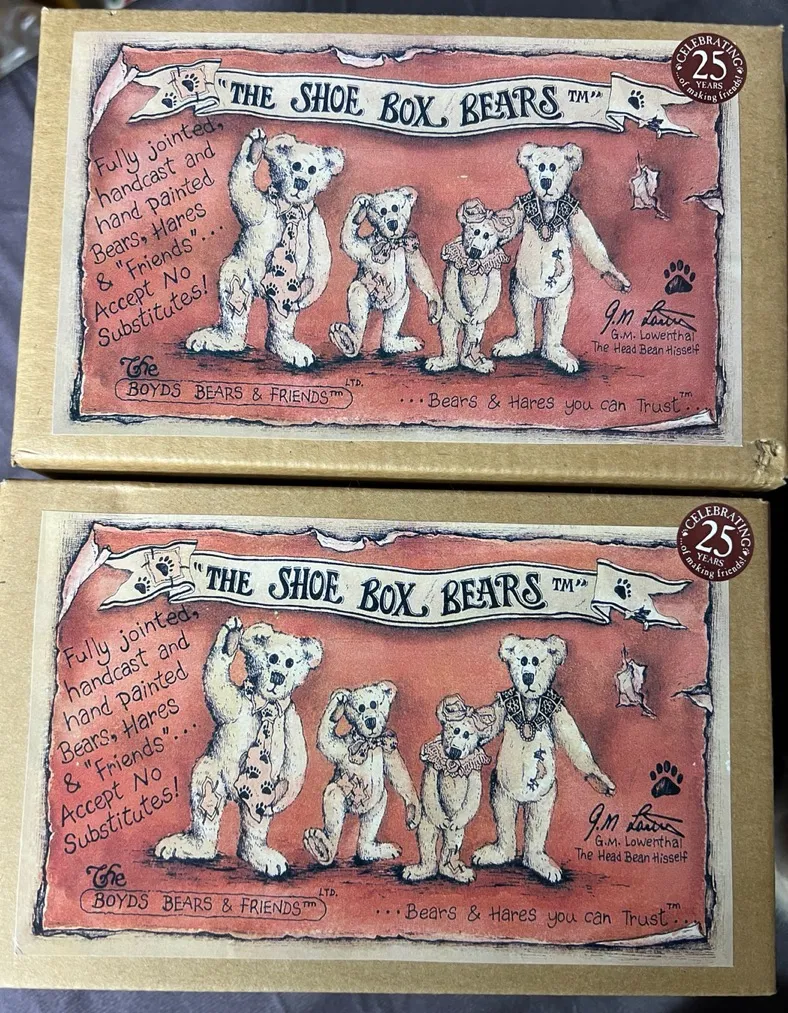 "THE SHOE BOX BEARS ™"
CELEBRATING
25
YEARS
...of making friends!
Fully jointed,
handcast and
hand painted
Bears, Hares
& "Friends"...
Accept No
Substitutes!
G.M. Lowenthal
The Head Bean Hisself
The
BOYDS BEARS & FRIENDS™ LTD.
...Bears & Hares you can Trust™...
"THE SHOE BOX BEARS ™"
CELEBRATING
25
YEARS
...of making friends!
Fully jointed,
handcast and
hand painted
Bears, Hares
& "Friends"...
Accept No
Substitutes!
G.M. Lowenthal
The Head Bean Hisself
The
BOYDS BEARS & FRIENDS™ LTD.
...Bears & Hares you can Trust™...